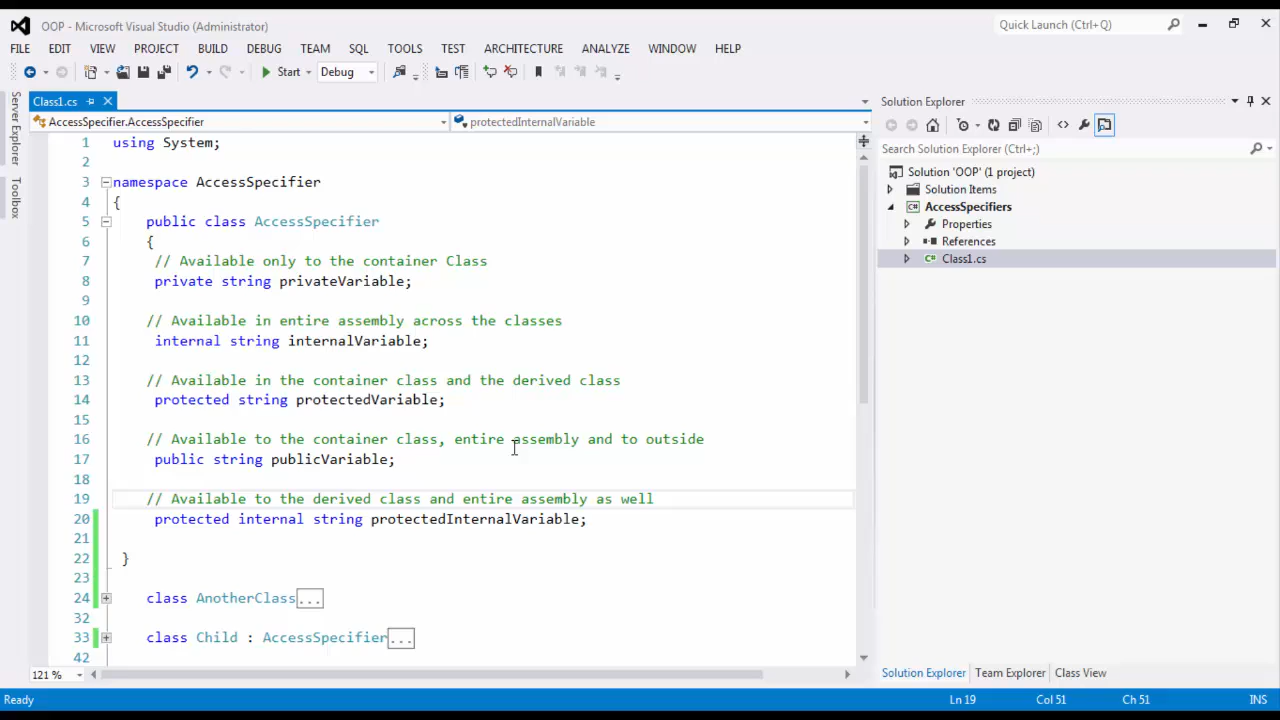 OOP - Microsoft Visual Studio (Administrator)
Quick Launch (Ctrl+Q)
FILE EDIT VIEW PROJECT BUILD DEBUG TEAM SQL TOOLS TEST ARCHITECTURE ANALYZE WINDOW HELP
Start Debug
Server Explorer
Toolbox
Class1.cs
AccessSpecifier.AccessSpecifier protectedInternalVariable
1 using System;
2
3 namespace AccessSpecifier
4 {
5 public class AccessSpecifier
6 {
7 // Available only to the container Class
8 private string privateVariable;
9
10 // Available in entire assembly across the classes
11 internal string internalVariable;
12
13 // Available in the container class and the derived class
14 protected string protectedVariable;
15
16 // Available to the container class, entire assembly and to outside
17 public string publicVariable;
18
19 // Available to the derived class and entire assembly as well
20 protected internal string protectedInternalVariable;
21
22 }
23
24 class AnotherClass...
32
33 class Child : AccessSpecifier...
42
121 %
Solution Explorer
Search Solution Explorer (Ctrl+;)
Solution 'OOP' (1 project)
Solution Items
C# AccessSpecifiers
Properties
References
C# Class1.cs
Solution Explorer Team Explorer Class View
Ready Ln 19 Col 51 Ch 51 INS